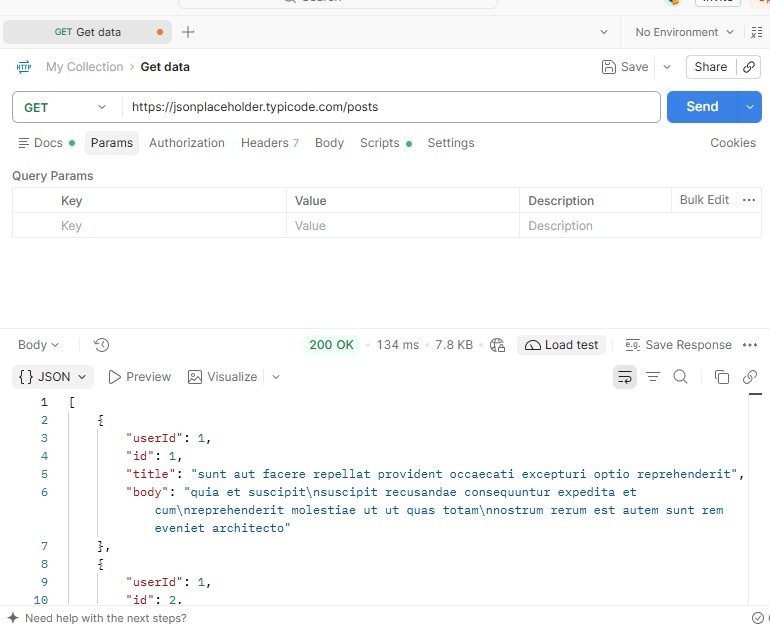 GET Get data
No Environment
HTTP My Collection > Get data Save Share
GET https://jsonplaceholder.typicode.com/posts Send
Docs Params Authorization Headers 7 Body Scripts Settings Cookies
Query Params
Key Value Description Bulk Edit ...
Key Value Description
Body 200 OK 134 ms 7.8 KB Load test e.g. Save Response ...
{} JSON Preview Visualize
1 [
2 {
3 "userId": 1,
4 "id": 1,
5 "title": "sunt aut facere repellat provident occaecati excepturi optio reprehenderit",
6 "body": "quia et suscipit\nsuscipit recusandae consequuntur expedita et
cum\nreprehenderit molestiae ut ut quas totam\nnostrum rerum est autem sunt rem
eveniet architecto"
7 },
8 {
9 "userId": 1,
10 "id": 2,
Need help with the next steps?